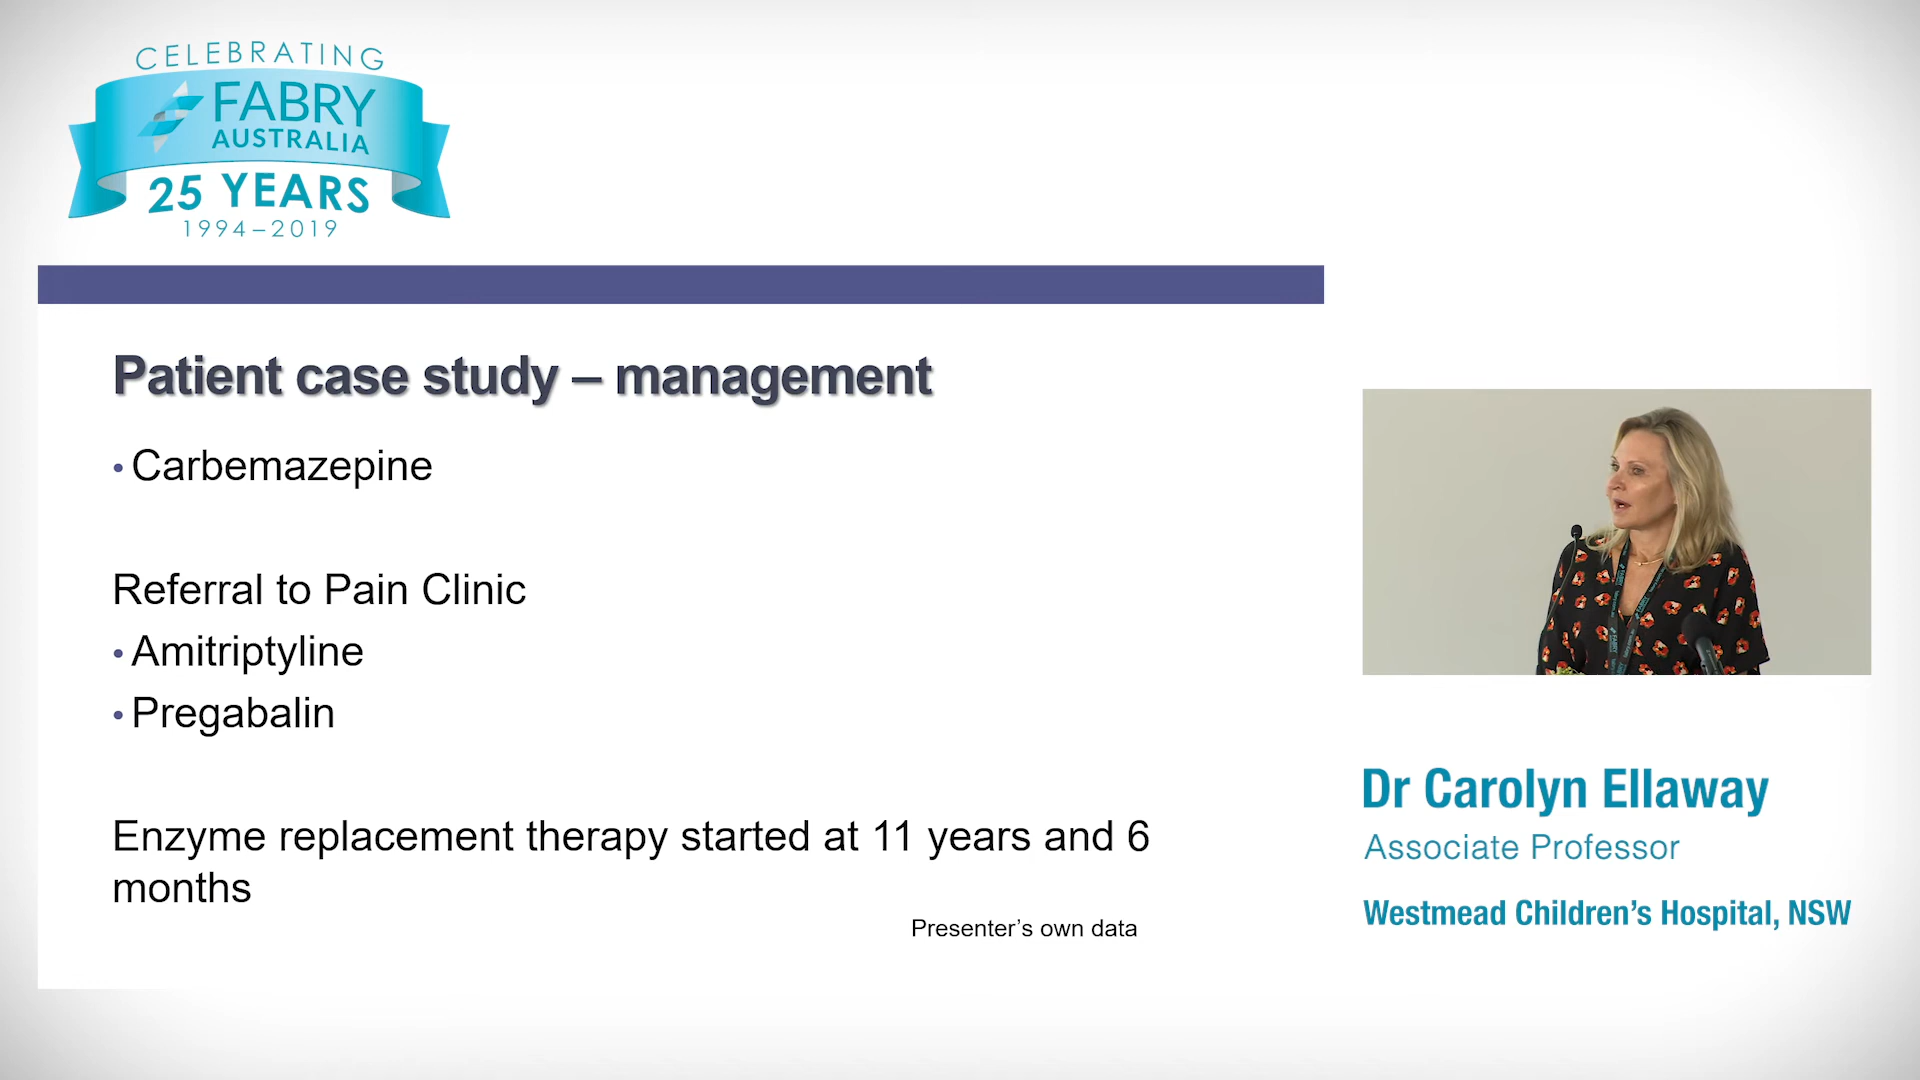 CELEBRATING
FABRY
AUSTRALIA
25 YEARS
1994–2019
Patient case study – management
• Carbemazepine
Referral to Pain Clinic
• Amitriptyline
• Pregabalin
Enzyme replacement therapy started at 11 years and 6
months
Presenter's own data
FABRY
Dr Carolyn Ellaway
Associate Professor
Westmead Children's Hospital, NSW